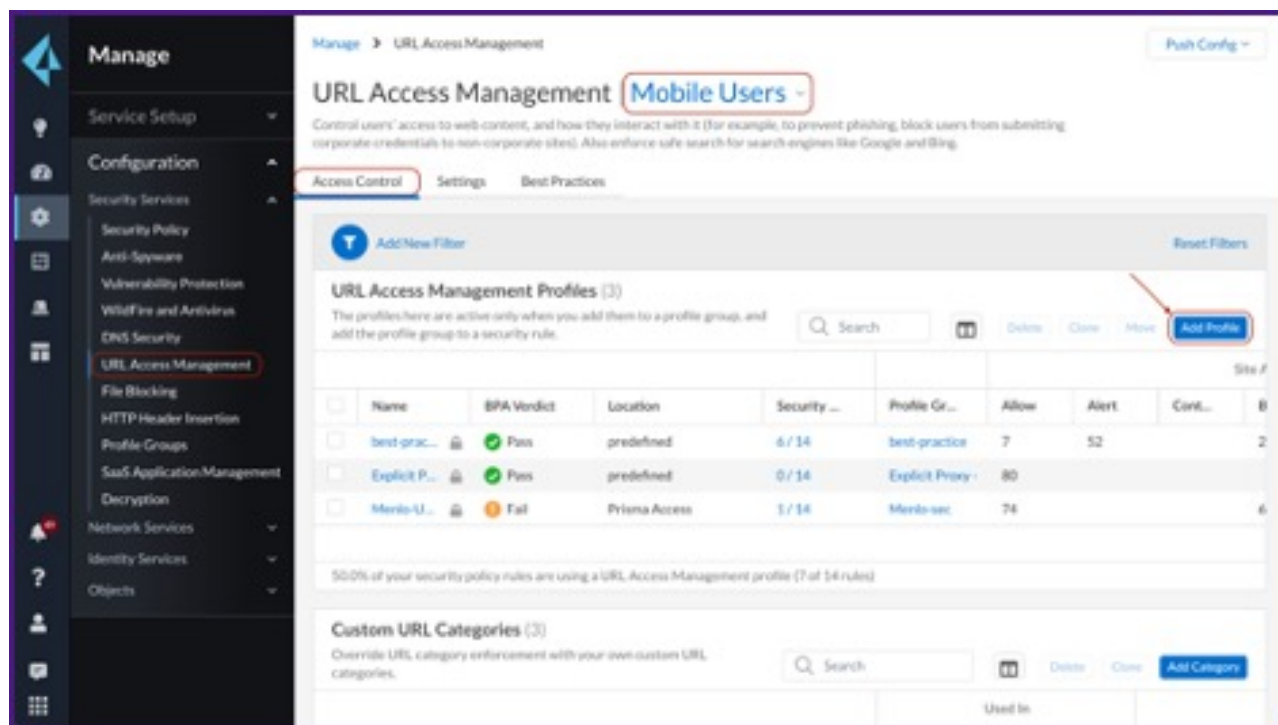 Manage
Service Setup
Configuration
Security Services
Security Policy
Anti-Spyware
Vulnerability Protection
WildFire and Antivirus
DNS Security
URL Access Management
File Blocking
HTTP Header Insertion
Profile Groups
SaaS Application Management
Decryption
Network Services
Identity Services
Objects
Manage > URL Access Management
Push Config
URL Access Management Mobile Users
Control users' access to web content, and how they interact with it (for example, to prevent phishing, block users from submitting
corporate credentials to non-corporate sites). Also enforce safe search for search engines like Google and Bing.
Access Control Settings Best Practices
Add New Filter Reset Filters
URL Access Management Profiles (3)
The profiles here are active only when you add them to a profile group, and
add the profile group to a security rule.
Search Delete Clone Move Add Profile
Site A
Name BPA Verdict Location Security ... Profile Gr... Allow Alert Cont... B
best-prac... Pass predefined 6 / 14 best-practice 7 52 2
Explicit P... Pass predefined 0 / 14 Explicit Proxy - 80
Menlo-U... Fail Prisma Access 1 / 14 Menlo-sec 74 6
50.0% of your security policy rules are using a URL Access Management profile (7 of 14 rules)
Custom URL Categories (3)
Override URL category enforcement with your own custom URL
categories.
Search Delete Clone Add Category
Used In